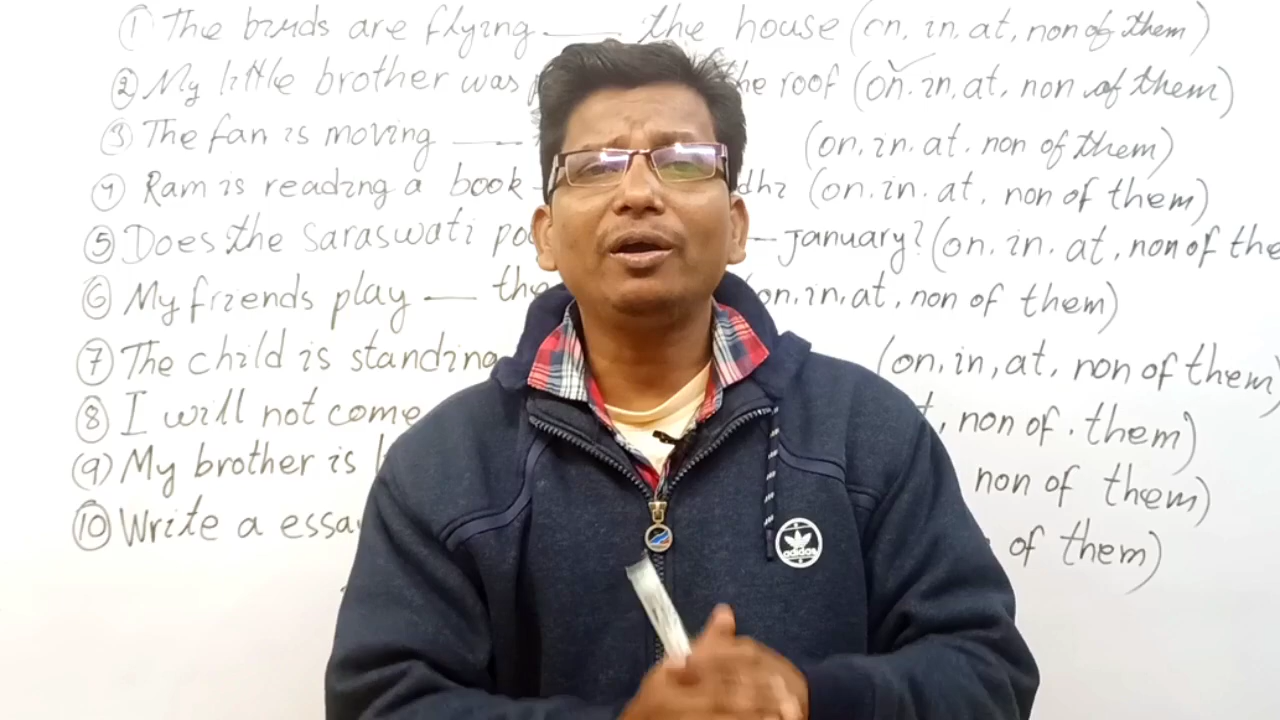 ① The birds are flying ___ the house (on, in, at, non of them)
② My little brother was the roof (on, in, at, non of them)
③ The fan is moving ___ (on, in, at, non of them)
④ Ram is reading a book (on, in, at, non of them)
⑤ Does the Saraswati ___ January? (on, in, at, non of the
⑥ My friends play ___ the on, in, at, non of them)
⑦ The child is standing (on, in, at, non of them)
⑧ I will not come , non of them)
(9) My brother is non of them)
⑩ Write a essay of them)
adidas